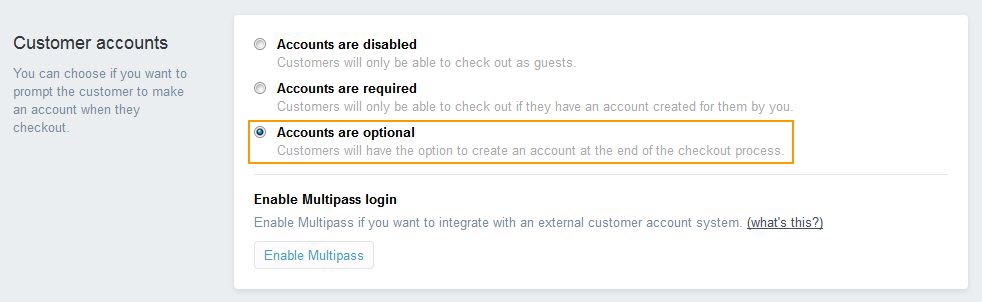 Customer accounts
You can choose if you want to
prompt the customer to make
an account when they
checkout.
Accounts are disabled
Customers will only be able to check out as guests.
Accounts are required
Customers will only be able to check out if they have an account created for them by you.
Accounts are optional
Customers will have the option to create an account at the end of the checkout process.
Enable Multipass login
Enable Multipass if you want to integrate with an external customer account system. (what's this?)
Enable Multipass